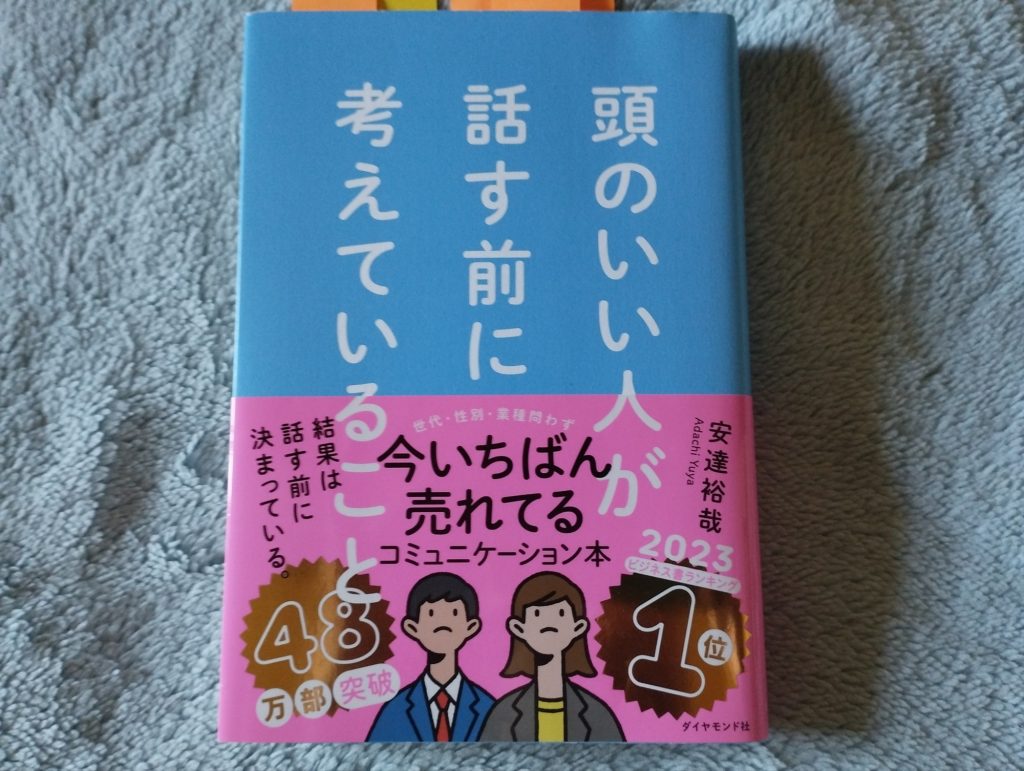 頭のいい人が
話す前に
考えていること
安達裕哉
Adachi Yuya
世代・性別・業種問わず
今いちばん
売れてる
コミュニケーション本
結果は
話す前に
決まっている。
2023
ビジネス書ランキング
1位
48
万部突破
ダイヤモンド社